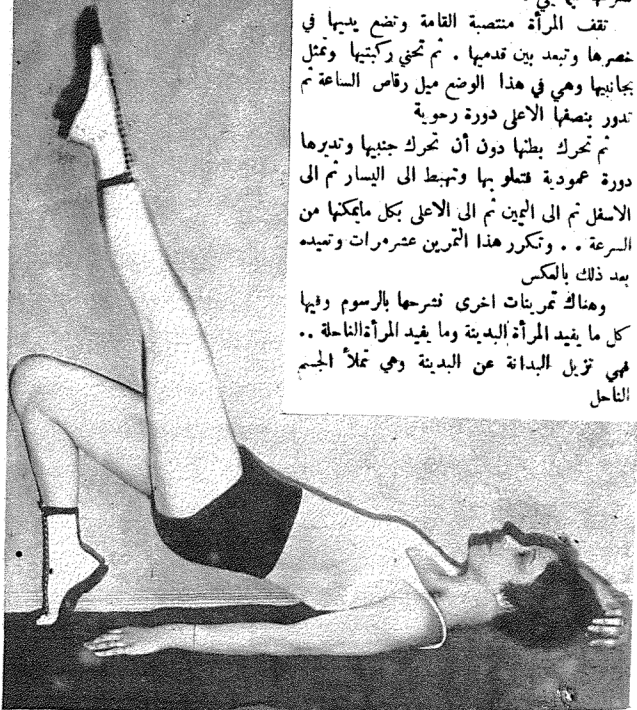 تقف المرأة منتصبة القامة وتضع يديها في
خصرها وتبعد بين قدميها . ثم تحني ركبتيها وتمثل
بجانبيها وهي في هذا الوضع ميل رقاص الساعة ثم
تدور بنصفها الاعلى دورة رحوية
ثم تحرك بطنها دون أن تحرك جنبيها وتديرها
دورة عمودية فتعلو بها وتهبط الى اليسار ثم الى
الاسفل ثم الى اليمين ثم الى الاعلى بكل مايمكنها من
السرعة . . وتكرر هذا التمرين عشر مرات وتعيده
بعد ذلك بالعكس
وهناك تمرينات اخرى نشرحها بالرسوم وفيها
كل ما يفيد المرأة البدينة وما يفيد المرأة الناحلة ..
فهي تزيل البدانة عن البدينة وهي تملأ الجسم
الناحل